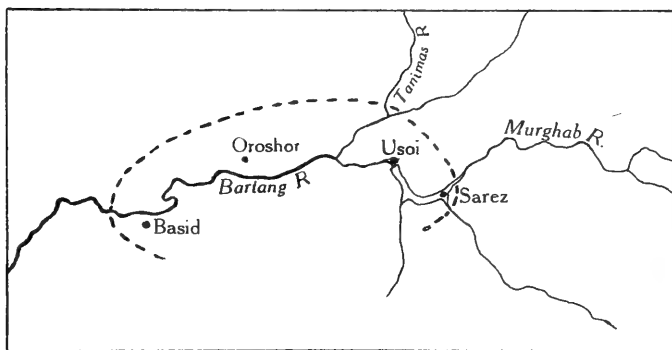 Tanimas R
Murghab R.
Oroshor
Usoi
Bartang R
Sarez
Basid